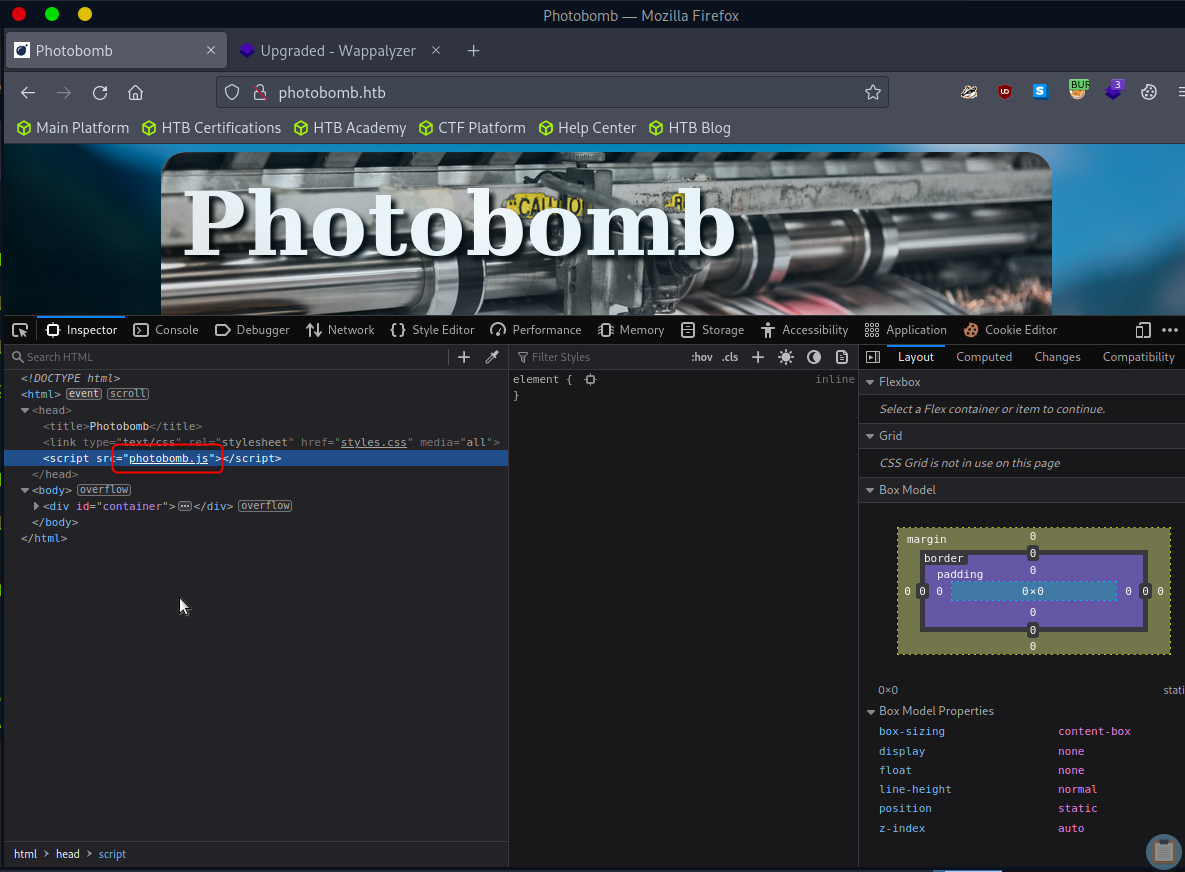 Photobomb — Mozilla Firefox
Photobomb × Upgraded - Wappalyzer × +
photobomb.htb UD S BUR 3
Main Platform HTB Certifications HTB Academy CTF Platform Help Center HTB Blog
"CAUTION
Photobomb
Inspector Console Debugger Network Style Editor Performance Memory Storage Accessibility Application Cookie Editor
Search HTML + Filter Styles :hov .cls + Layout Computed Changes Compatibility
<!DOCTYPE html>
<html> event scroll
<head>
<title>Photobomb</title>
<link type="text/css" rel="stylesheet" href="styles.css" media="all">
<script src="photobomb.js"></script>
</head>
<body> overflow
<div id="container"> ••• </div> overflow
</body>
</html>
element { inline
}
Flexbox
Select a Flex container or item to continue.
Grid
CSS Grid is not in use on this page
Box Model
margin 0
border 0
padding 0
0 0 0 0×0 0 0 0
0
0
0
0×0 stati
Box Model Properties
box-sizing content-box
display none
float none
line-height normal
position static
z-index auto
html > head > script